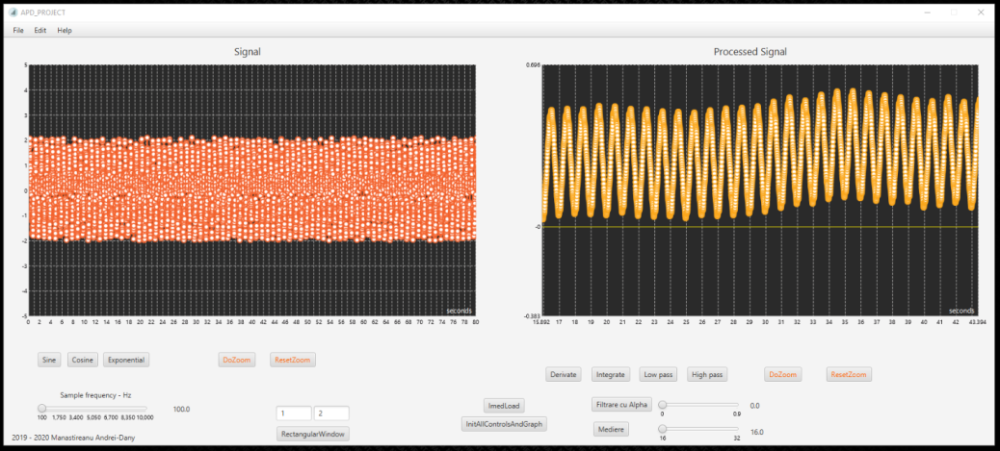 APD_PROJECT
File Edit Help
Signal
Processed Signal
5
4
3
2
1
0
-1
-2
-3
-4
-5
seconds
0 2 4 6 8 10 12 14 16 18 20 22 24 26 28 30 32 34 36 38 40 42 44 46 48 50 52 54 56 58 60 62 64 66 68 70 72 74 76 78 80
0.696
-0
-0.383
seconds
15.892 17 18 19 20 21 22 23 24 25 26 27 28 29 30 31 32 33 34 35 36 37 38 39 40 41 42 43.394
Sine Cosine Exponential DoZoom ResetZoom
Derivate Integrate Low pass High pass DoZoom ResetZoom
Sample frequency - Hz
100.0
100 1,750 3,400 5,050 6,700 8,350 10,000
1 2
RectangularWindow
ImedLoad
InitAllControlsAndGraph
Filtrare cu Alpha
0 0.9
0.0
Mediere
16 32
16.0
2019 - 2020 Manastireanu Andrei-Dany